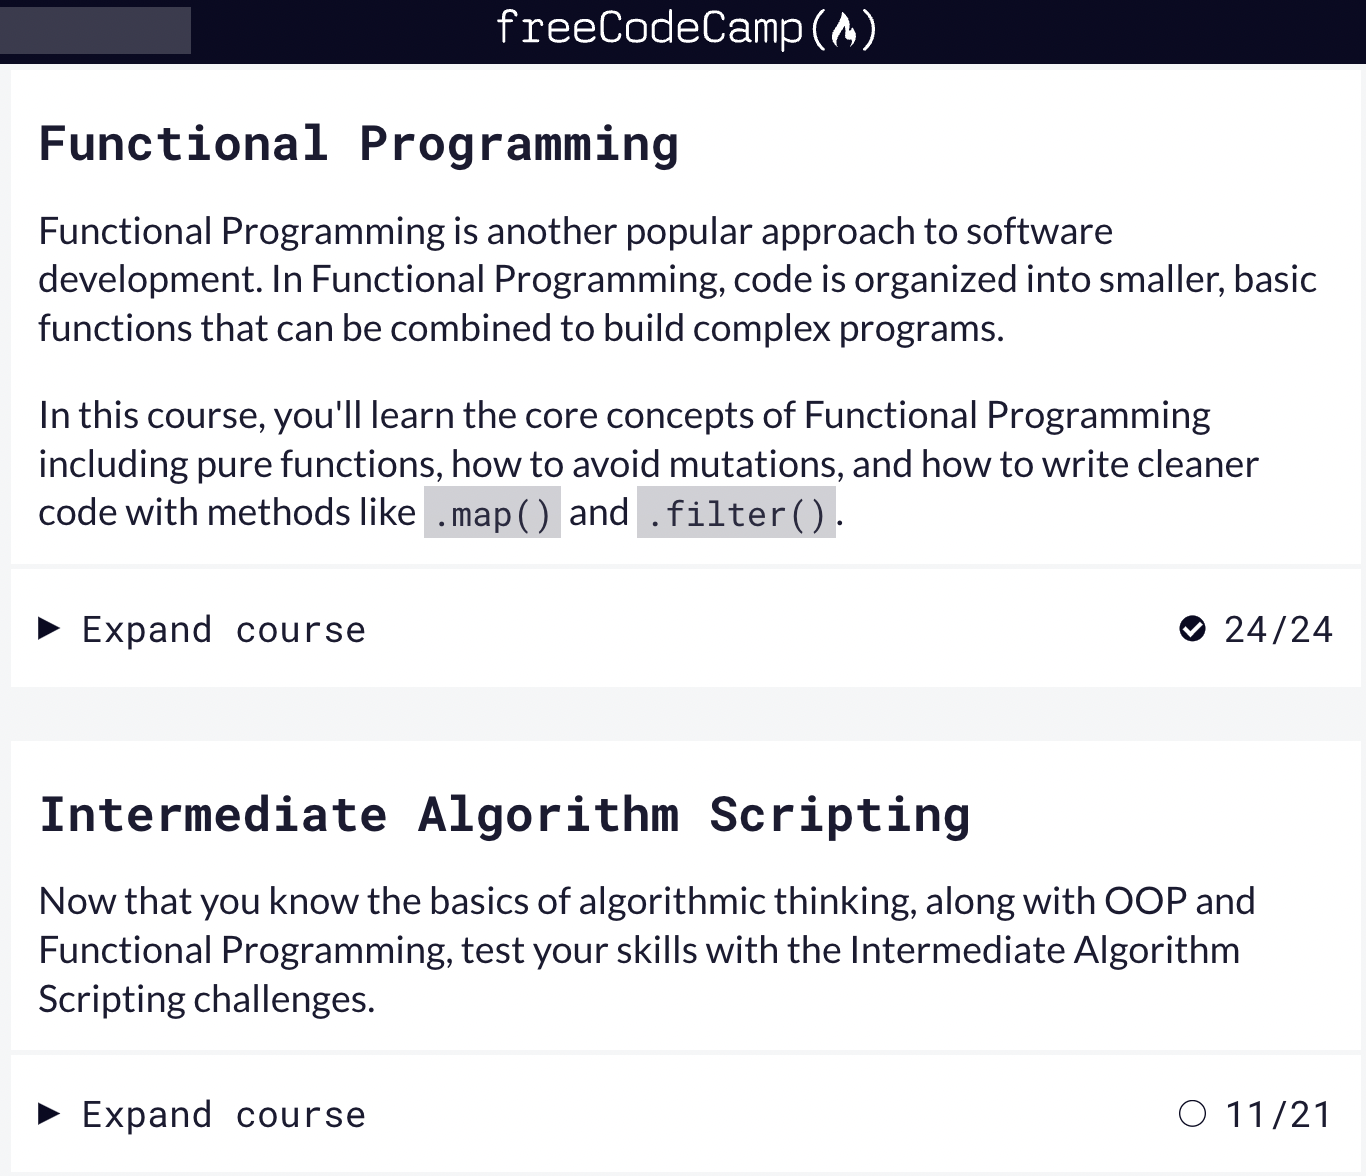 freeCodeCamp
Functional Programming
Functional Programming is another popular approach to software
development. In Functional Programming, code is organized into smaller, basic
functions that can be combined to build complex programs.
In this course, you'll learn the core concepts of Functional Programming
including pure functions, how to avoid mutations, and how to write cleaner
code with methods like .map() and .filter().
Expand course 24/24
Intermediate Algorithm Scripting
Now that you know the basics of algorithmic thinking, along with OOP and
Functional Programming, test your skills with the Intermediate Algorithm
Scripting challenges.
Expand course 11/21